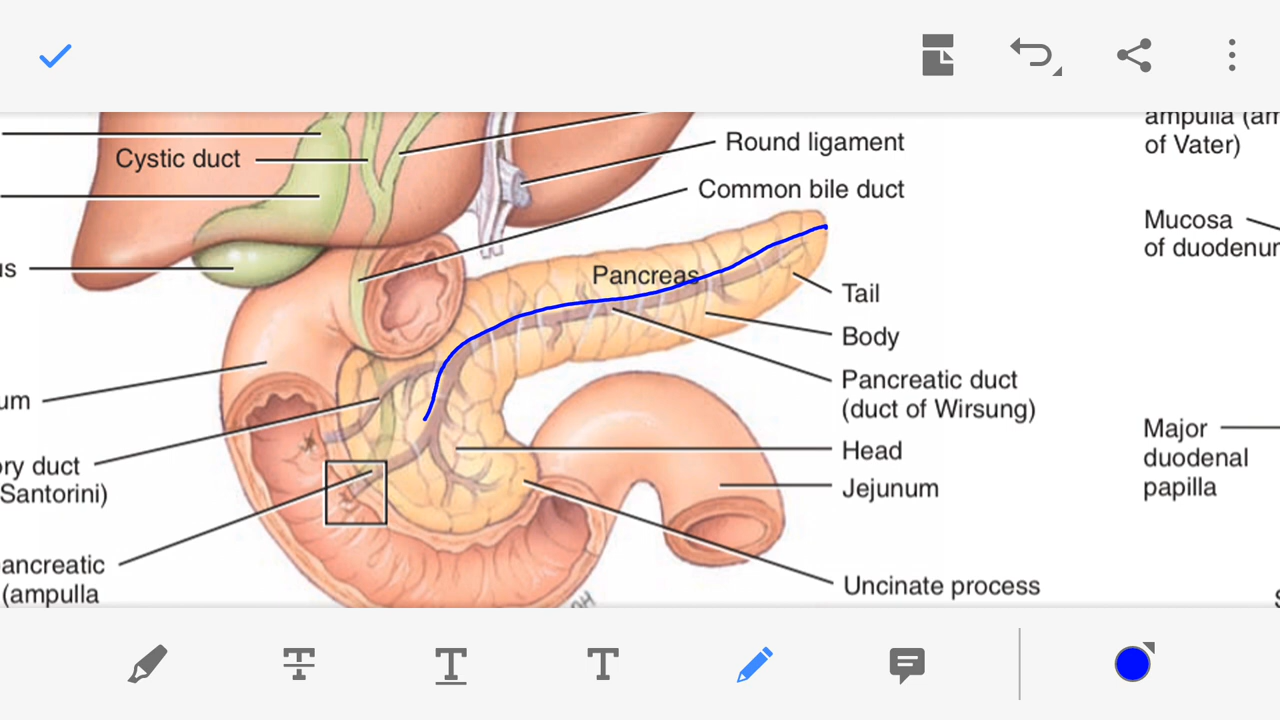 Cystic duct
Round ligament
Common bile duct
Pancreas
Tail
Body
Pancreatic duct
(duct of Wirsung)
Head
Jejunum
Uncinate process
us
um
ory duct
Santorini)
ancreatic
(ampulla
ampulla (am
of Vater)
Mucosa
of duodenur
Major
duodenal
papilla